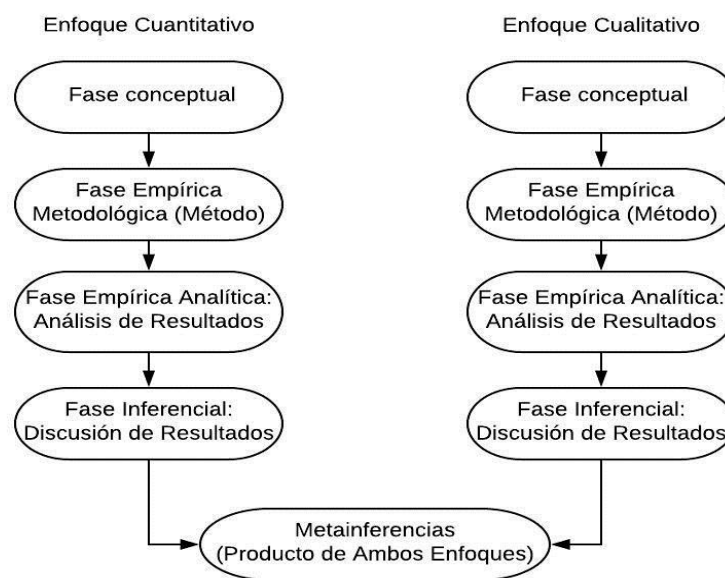 Enfoque Cuantitativo
Fase conceptual
Fase Empírica
Metodológica (Método)
Fase Empírica Analítica:
Análisis de Resultados
Fase Inferencial:
Discusión de Resultados
Enfoque Cualitativo
Fase conceptual
Fase Empírica
Metodológica (Método)
Fase Empírica Analítica:
Análisis de Resultados
Fase Inferencial:
Discusión de Resultados
Metainferencias
(Producto de Ambos Enfoques)